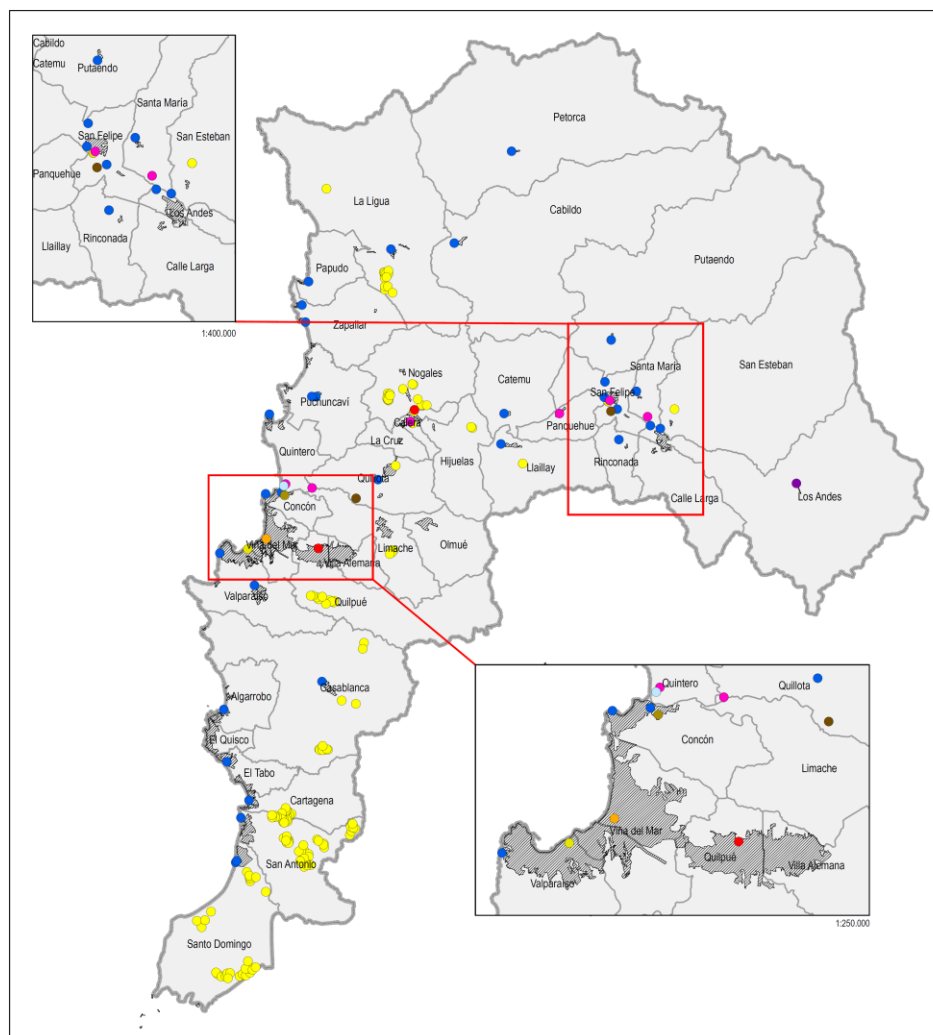 Cabildo
Catemu
Putaendo
Santa Maria
San Esteban
San Felipe
Panquehue
Los Andes
Llaillay
Rinconada
Calle Larga
1:400.000
Petorca
La Ligua
Cabildo
Putaendo
Papudo
Zapallar
San Esteban
Santa Maria
Nogales
Catemu
San Felipe
Puchuncaví
Calera
Panquehue
La Cruz
Quintero
Hijuelas
Rinconada
Llaillay
Quillota
Calle Larga
Los Andes
Concón
Olmué
Viña del Mar
Limache
Villa Alemana
Valparaíso
Quilpué
Casablanca
Algarrobo
El Quisco
El Tabo
Cartagena
San Antonio
Santo Domingo
Quintero
Quillota
Concón
Limache
Viña del Mar
Quilpué
Villa Alemana
Valparaíso
1:250.000